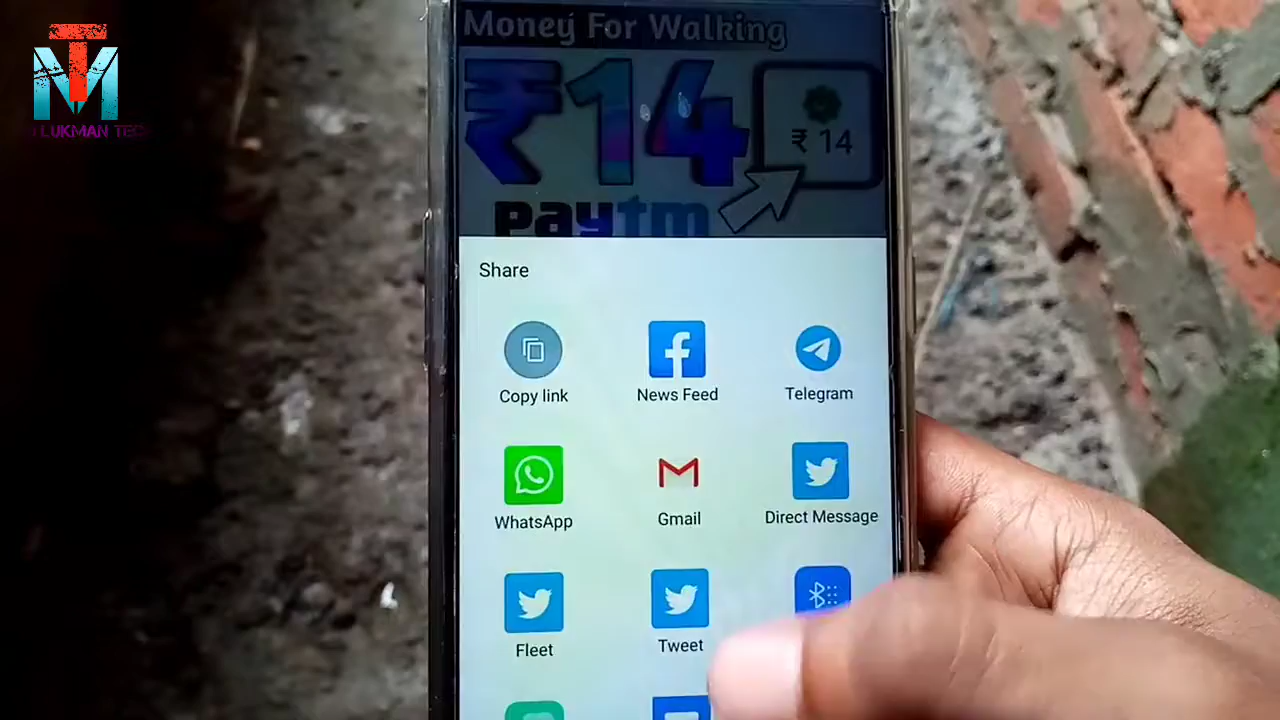 Money For Walking
₹14
₹ 14
paytm
Share
Copy link
News Feed
Telegram
WhatsApp
Gmail
Direct Message
Fleet
Tweet
MT
LUKMAN TEC